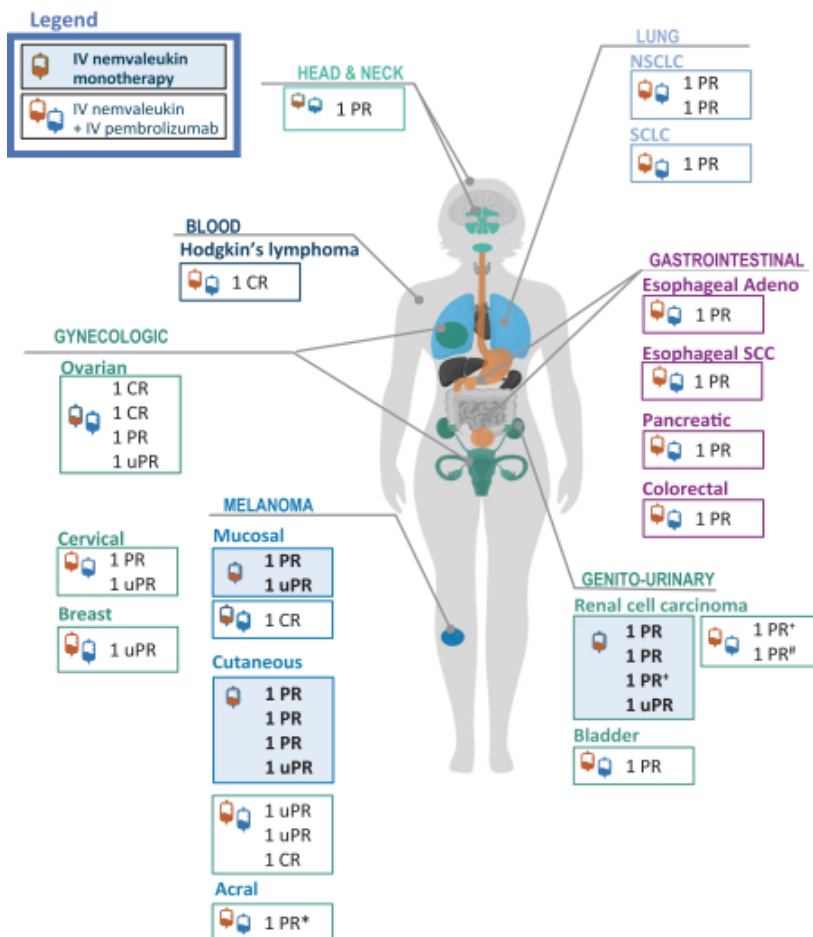 Legend
IV nemvaleukin
monotherapy
IV nemvaleukin
+ IV pembrolizumab
HEAD & NECK
1 PR
LUNG
NSCLC
1 PR
1 PR
SCLC
1 PR
BLOOD
Hodgkin's lymphoma
1 CR
GASTROINTESTINAL
Esophageal Adeno
1 PR
Esophageal SCC
1 PR
Pancreatic
1 PR
Colorectal
1 PR
GYNECOLOGIC
Ovarian
1 CR
1 CR
1 PR
1 uPR
Cervical
1 PR
1 uPR
Breast
1 uPR
MELANOMA
Mucosal
1 PR
1 uPR
1 CR
Cutaneous
1 PR
1 PR
1 PR
1 uPR
1 uPR
1 uPR
1 CR
Acral
1 PR*
GENITO-URINARY
Renal cell carcinoma
1 PR
1 PR
1 PR⁺
1 uPR
1 PR⁺
1 PR#
Bladder
1 PR